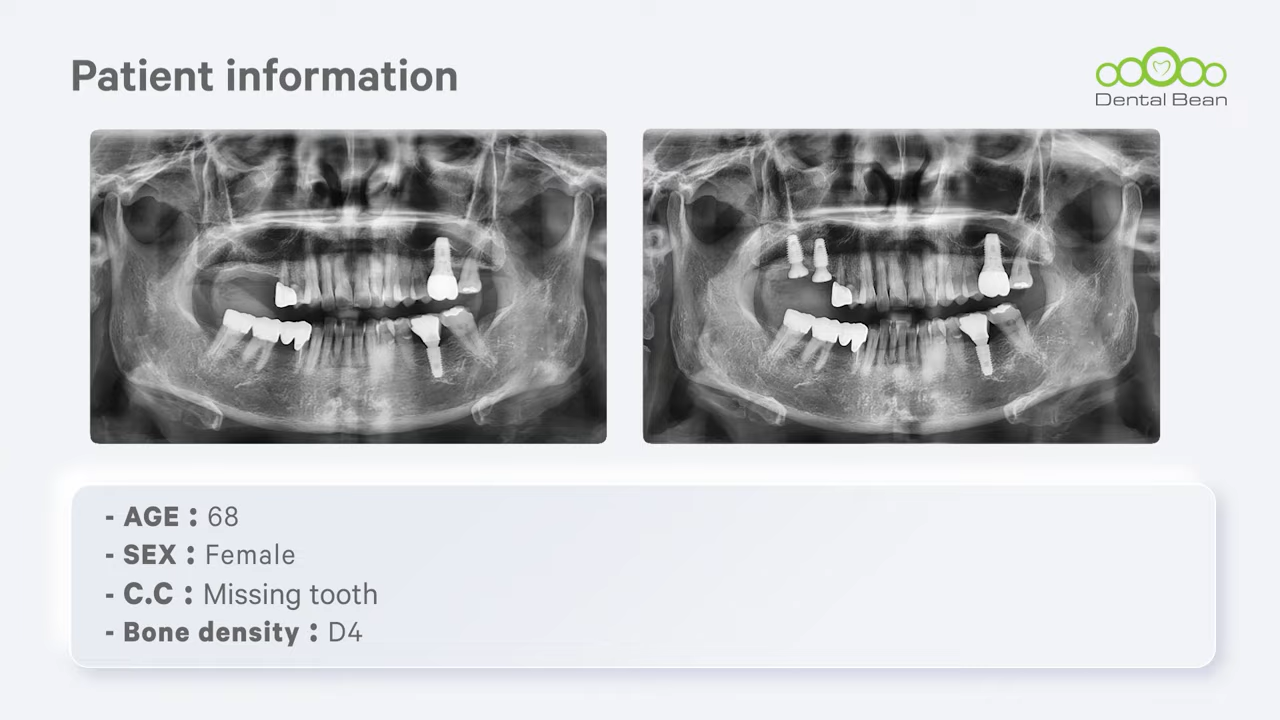 Patient information
Dental Bean
- AGE : 68
- SEX : Female
- C.C : Missing tooth
- Bone density : D4